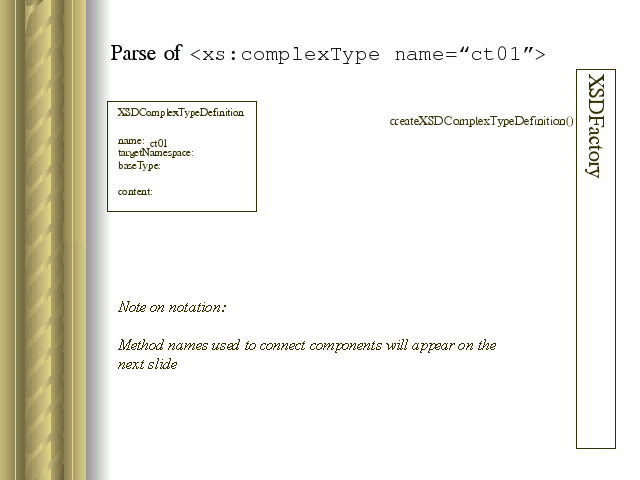 Parse of <xs:complexType name=“ct01”>
XSDComplexTypeDefinition
name: ct01
targetNamespace:
baseType:
content:
createXSDComplexTypeDefinition()
XSDFactory
Note on notation:
Method names used to connect components will appear on the
next slide